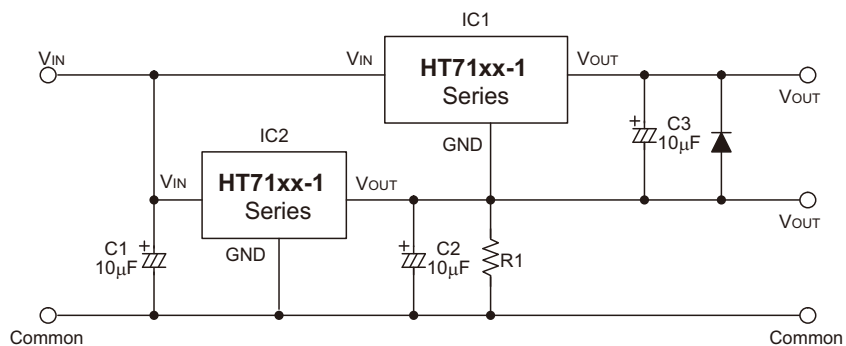 IC1
VIN
VIN
HT71xx-1
Series
VOUT
VOUT
GND
C3
10μF
IC2
VIN
HT71xx-1
Series
VOUT
VOUT
GND
C1
10μF
C2
10μF
R1
Common
Common
+
+
+